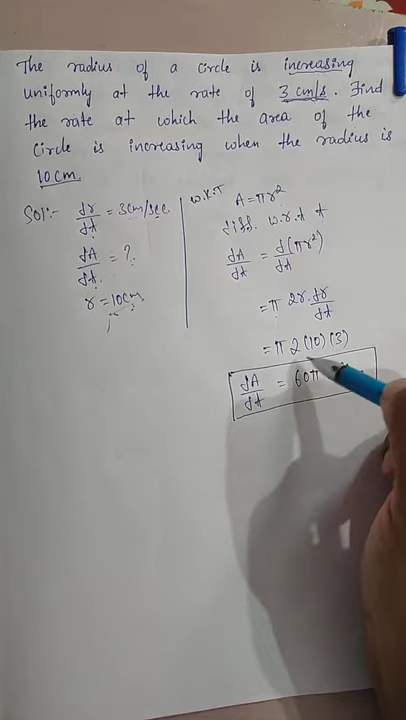 The radius of a circle is increasing
uniformly at the rate of 3 cm/s. Find
the rate at which the area of the
circle is increasing when the radius is
10 cm.
Sol:- dr/dt = 3cm/sec
dA/dt = ?
r = 10cm
W.K.T A = πr²
diff. w.r.t t
dA/dt = d(πr²)/dt
= π 2r. dr/dt
= π 2 (10) (3)
dA/dt = 60π